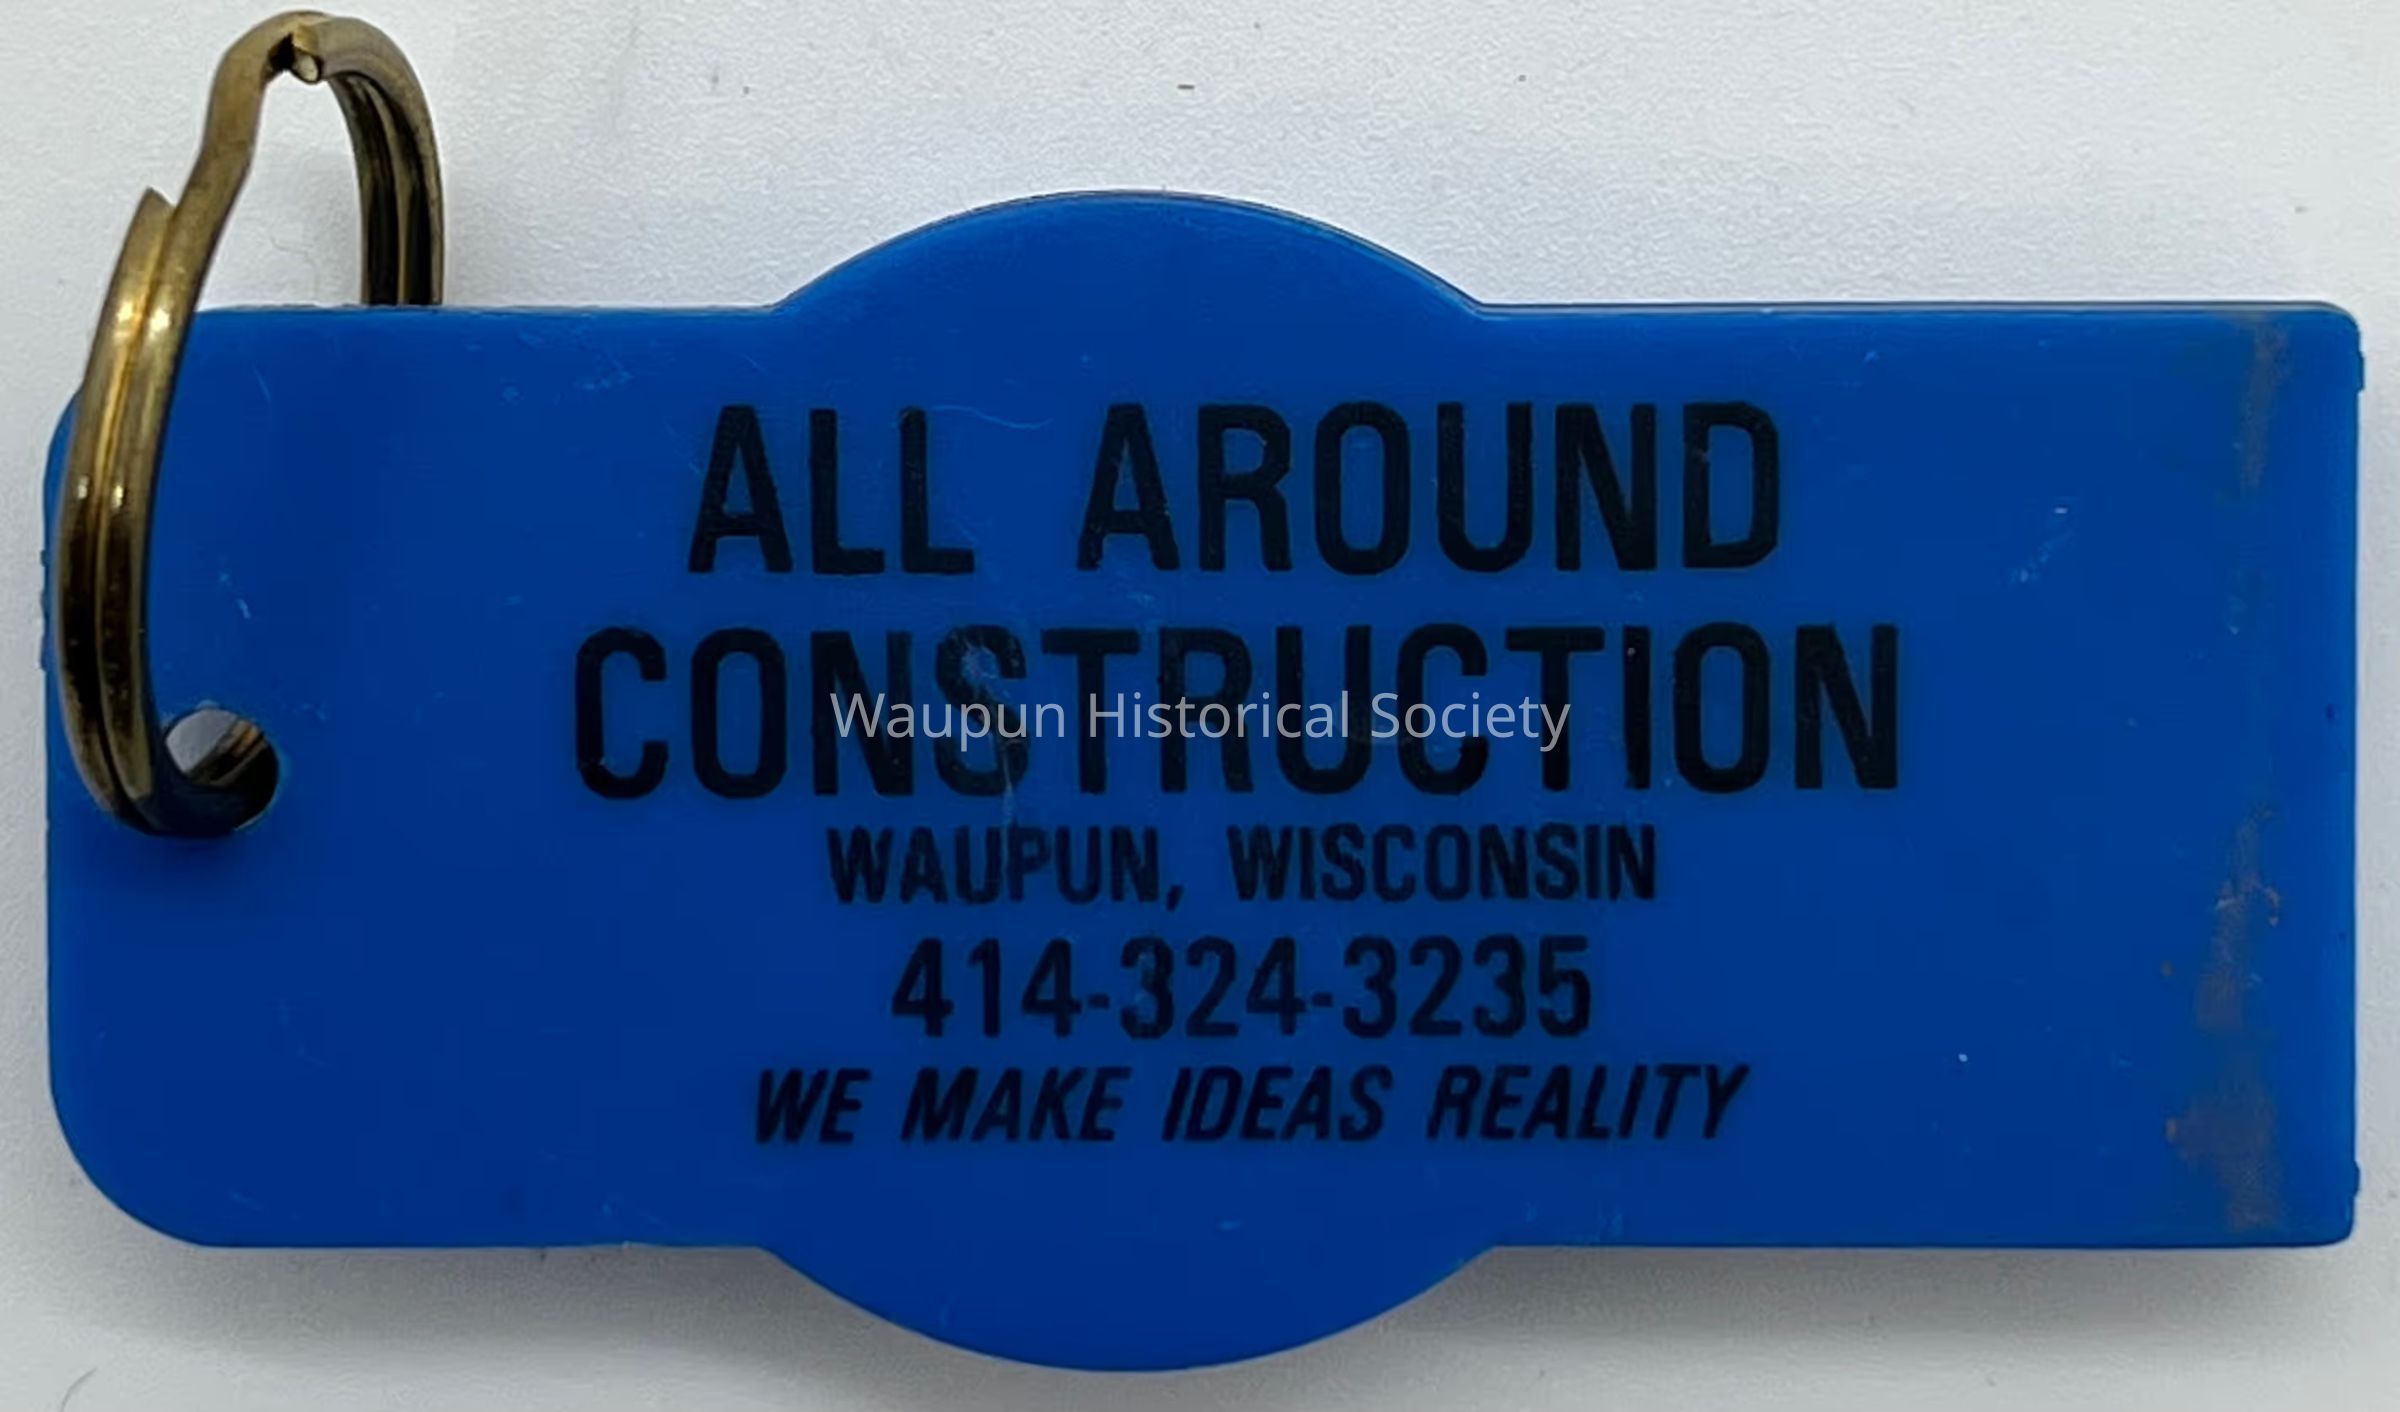 ALL AROUND
CONSTRUCTION
Waupun Historical Society
WAUPUN, WISCONSIN
414-324-3235
WE MAKE IDEAS REALITY